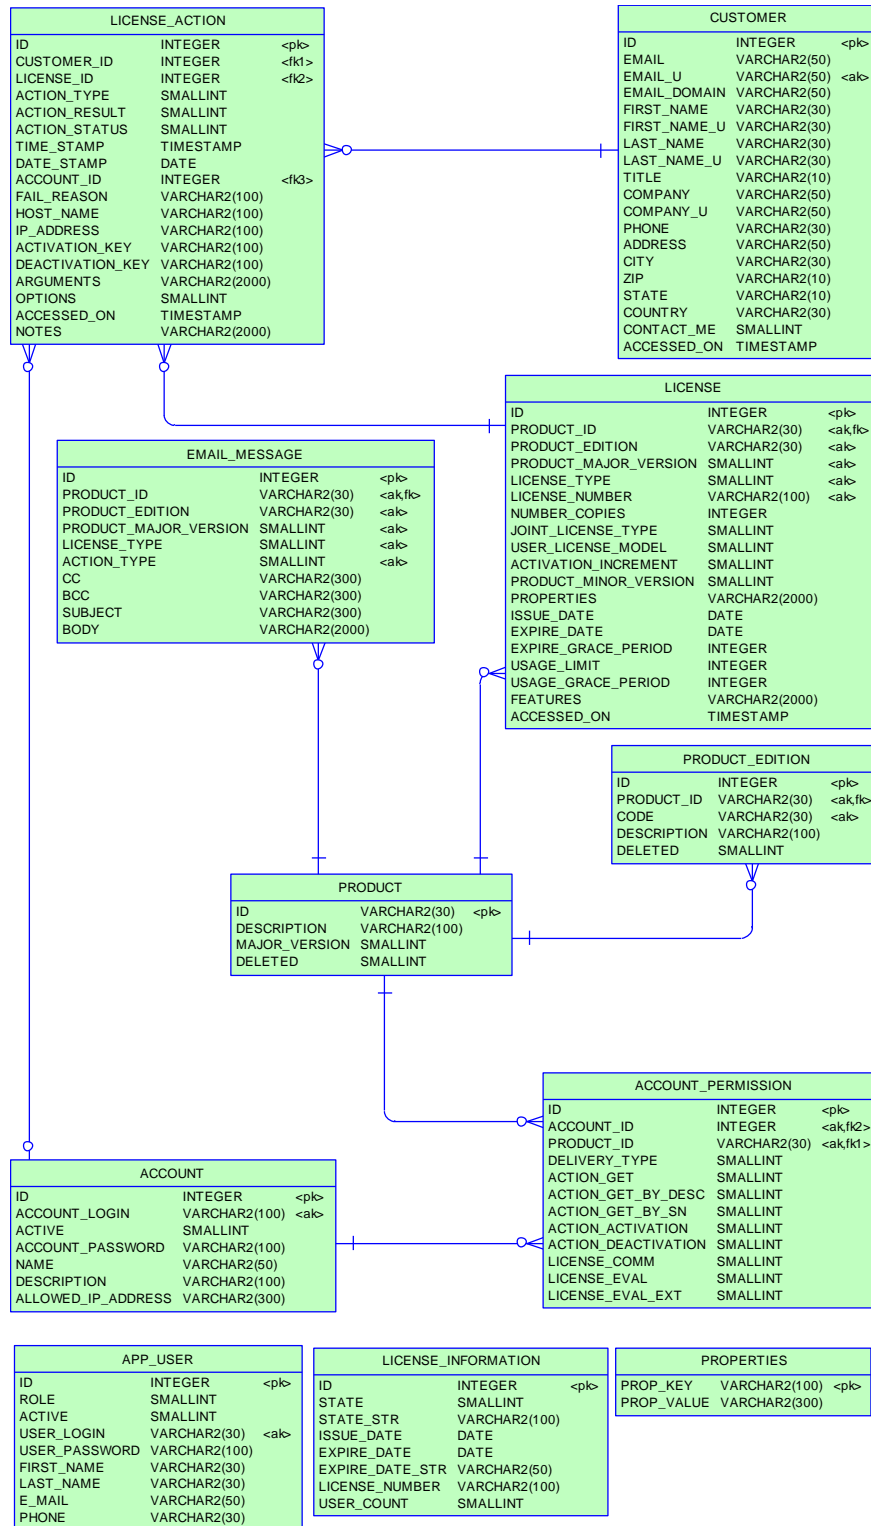 LICENSE_ACTION
ID INTEGER <pk>
CUSTOMER_ID INTEGER <fk1>
LICENSE_ID INTEGER <fk2>
ACTION_TYPE SMALLINT
ACTION_RESULT SMALLINT
ACTION_STATUS SMALLINT
TIME_STAMP TIMESTAMP
DATE_STAMP DATE
ACCOUNT_ID INTEGER <fk3>
FAIL_REASON VARCHAR2(100)
HOST_NAME VARCHAR2(100)
IP_ADDRESS VARCHAR2(100)
ACTIVATION_KEY VARCHAR2(100)
DEACTIVATION_KEY VARCHAR2(100)
ARGUMENTS VARCHAR2(2000)
OPTIONS SMALLINT
ACCESSED_ON TIMESTAMP
NOTES VARCHAR2(2000)
CUSTOMER
ID INTEGER <pk>
EMAIL VARCHAR2(50)
EMAIL_U VARCHAR2(50) <ak>
EMAIL_DOMAIN VARCHAR2(50)
FIRST_NAME VARCHAR2(30)
FIRST_NAME_U VARCHAR2(30)
LAST_NAME VARCHAR2(30)
LAST_NAME_U VARCHAR2(30)
TITLE VARCHAR2(10)
COMPANY VARCHAR2(50)
COMPANY_U VARCHAR2(50)
PHONE VARCHAR2(30)
ADDRESS VARCHAR2(50)
CITY VARCHAR2(30)
ZIP VARCHAR2(10)
STATE VARCHAR2(10)
COUNTRY VARCHAR2(30)
CONTACT_ME SMALLINT
ACCESSED_ON TIMESTAMP
LICENSE
ID INTEGER <pk>
PRODUCT_ID VARCHAR2(30) <ak,fk>
PRODUCT_EDITION VARCHAR2(30) <ak>
PRODUCT_MAJOR_VERSION SMALLINT <ak>
LICENSE_TYPE SMALLINT <ak>
LICENSE_NUMBER VARCHAR2(100) <ak>
NUMBER_COPIES INTEGER
JOINT_LICENSE_TYPE SMALLINT
USER_LICENSE_MODEL SMALLINT
ACTIVATION_INCREMENT SMALLINT
PRODUCT_MINOR_VERSION SMALLINT
PROPERTIES VARCHAR2(2000)
ISSUE_DATE DATE
EXPIRE_DATE DATE
EXPIRE_GRACE_PERIOD INTEGER
USAGE_LIMIT INTEGER
USAGE_GRACE_PERIOD INTEGER
FEATURES VARCHAR2(2000)
ACCESSED_ON TIMESTAMP
EMAIL_MESSAGE
ID INTEGER <pk>
PRODUCT_ID VARCHAR2(30) <ak,fk>
PRODUCT_EDITION VARCHAR2(30) <ak>
PRODUCT_MAJOR_VERSION SMALLINT <ak>
LICENSE_TYPE SMALLINT <ak>
ACTION_TYPE SMALLINT <ak>
CC VARCHAR2(300)
BCC VARCHAR2(300)
SUBJECT VARCHAR2(300)
BODY VARCHAR2(2000)
PRODUCT_EDITION
ID INTEGER <pk>
PRODUCT_ID VARCHAR2(30) <ak,fk>
CODE VARCHAR2(30) <ak>
DESCRIPTION VARCHAR2(100)
DELETED SMALLINT
PRODUCT
ID VARCHAR2(30) <pk>
DESCRIPTION VARCHAR2(100)
MAJOR_VERSION SMALLINT
DELETED SMALLINT
ACCOUNT_PERMISSION
ID INTEGER <pk>
ACCOUNT_ID INTEGER <ak,fk2>
PRODUCT_ID VARCHAR2(30) <ak,fk1>
DELIVERY_TYPE SMALLINT
ACTION_GET SMALLINT
ACTION_GET_BY_DESC SMALLINT
ACTION_GET_BY_SN SMALLINT
ACTION_ACTIVATION SMALLINT
ACTION_DEACTIVATION SMALLINT
LICENSE_COMM SMALLINT
LICENSE_EVAL SMALLINT
LICENSE_EVAL_EXT SMALLINT
ACCOUNT
ID INTEGER <pk>
ACCOUNT_LOGIN VARCHAR2(100) <ak>
ACTIVE SMALLINT
ACCOUNT_PASSWORD VARCHAR2(100)
NAME VARCHAR2(50)
DESCRIPTION VARCHAR2(100)
ALLOWED_IP_ADDRESS VARCHAR2(300)
APP_USER
ID INTEGER <pk>
ROLE SMALLINT
ACTIVE SMALLINT
USER_LOGIN VARCHAR2(30) <ak>
USER_PASSWORD VARCHAR2(100)
FIRST_NAME VARCHAR2(30)
LAST_NAME VARCHAR2(30)
E_MAIL VARCHAR2(50)
PHONE VARCHAR2(30)
LICENSE_INFORMATION
ID INTEGER <pk>
STATE SMALLINT
STATE_STR VARCHAR2(100)
ISSUE_DATE DATE
EXPIRE_DATE DATE
EXPIRE_DATE_STR VARCHAR2(50)
LICENSE_NUMBER VARCHAR2(100)
USER_COUNT SMALLINT
PROPERTIES
PROP_KEY VARCHAR2(100) <pk>
PROP_VALUE VARCHAR2(300)